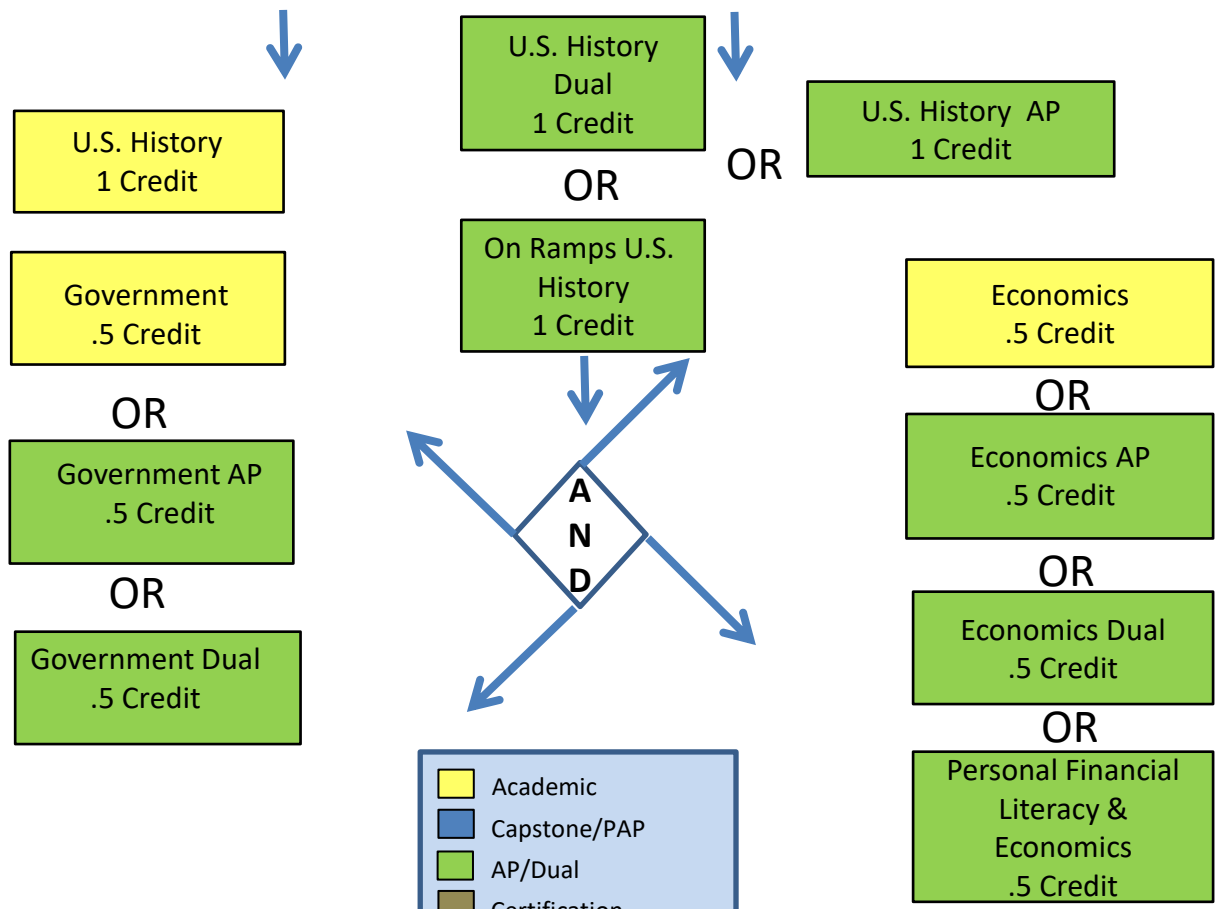 U.S. History
1 Credit
U.S. History
Dual
1 Credit
OR
U.S. History  AP
1 Credit
OR
On Ramps U.S.
History
1 Credit
Government
.5 Credit
OR
Government AP
.5 Credit
OR
Government Dual
.5 Credit
A
N
D
Economics
.5 Credit
OR
Economics AP
.5 Credit
OR
Economics Dual
.5 Credit
OR
Personal Financial
Literacy &
Economics
.5 Credit
Academic
Capstone/PAP
AP/Dual
Certification